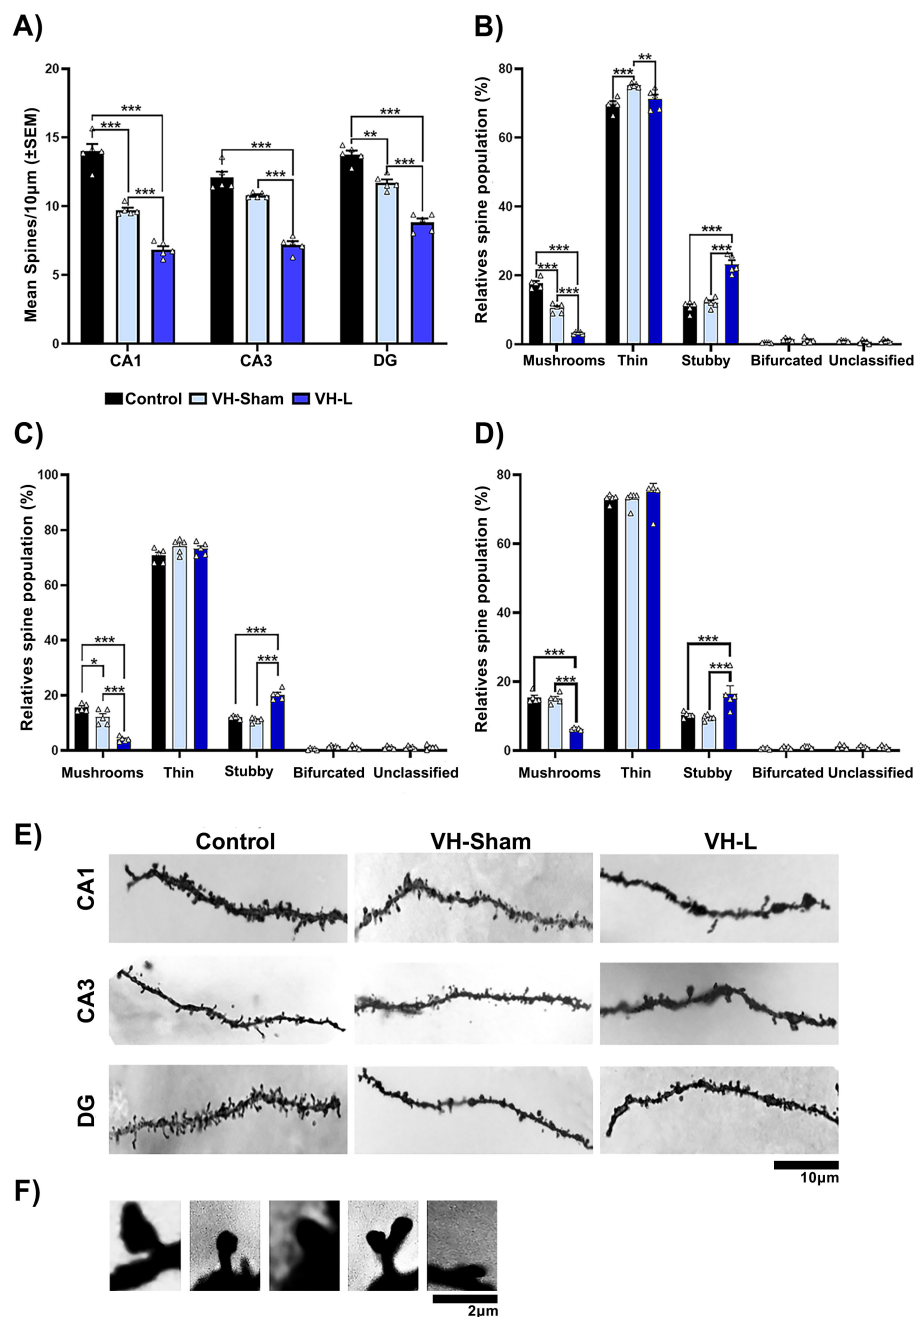 A)
Mean Spines/10µm (±SEM)
20
15
10
5
0
***
***
***
***
***
***
**
***
CA1 CA3 DG
Control VH-Sham VH-L
B)
Relatives spine population (%)
80
60
40
20
0
***
***
***
***
**
***
***
Mushrooms Thin Stubby Bifurcated Unclassified
C)
Relatives spine population (%)
100
80
60
40
20
0
***
*
***
***
***
Mushrooms Thin Stubby Bifurcated Unclassified
D)
Relatives spine population (%)
80
60
40
20
0
***
***
***
***
Mushrooms Thin Stubby Bifurcated Unclassified
E)
Control VH-Sham VH-L
CA1
CA3
DG
10µm
F)
2µm